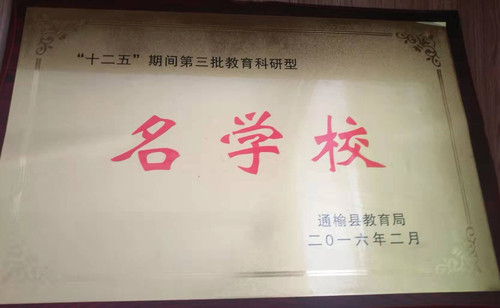 “十二五”期间第三批教育科研型
名学校
通榆县教育局
二0一六年二月